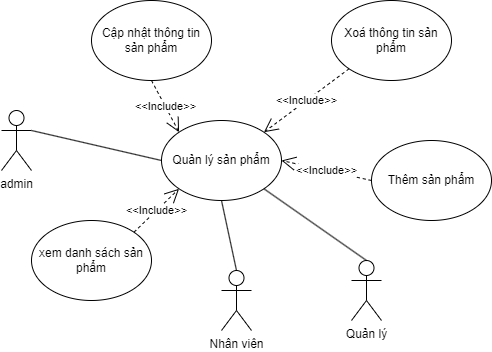 Cập nhật thông tin
sản phẩm
Xoá thông tin sản
phẩm
<<Include>>
<<Include>>
Quản lý sản phẩm
<<Include>>
Thêm sản phẩm
admin
<<Include>>
xem danh sách sản
phẩm
Nhân viên
Quản lý